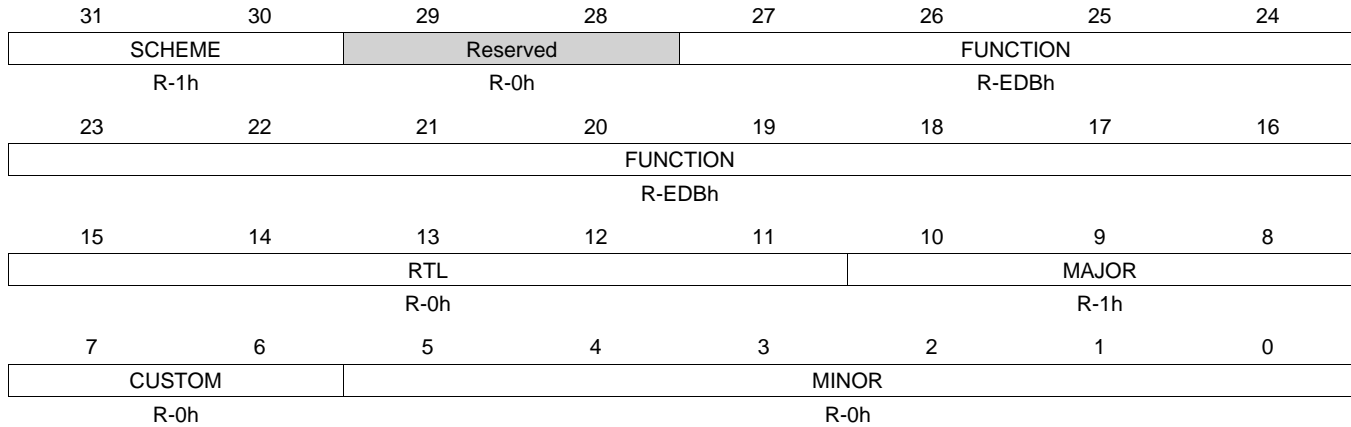 31 30 29 28 27 26 25 24
SCHEME Reserved FUNCTION
R-1h R-0h R-EDBh
23 22 21 20 19 18 17 16
FUNCTION
R-EDBh
15 14 13 12 11 10 9 8
RTL MAJOR
R-0h R-1h
7 6 5 4 3 2 1 0
CUSTOM MINOR
R-0h R-0h